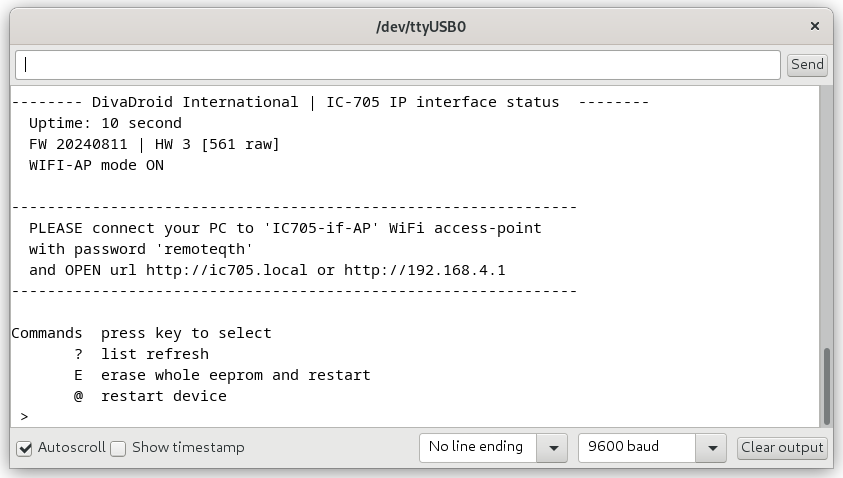 /dev/ttyUSB0
Send
-------- DivaDroid International | IC-705 IP interface status  --------
  Uptime: 10 second
  FW 20240811 | HW 3 [561 raw]
  WIFI-AP mode ON
---------------------------------------------------------------
  PLEASE connect your PC to 'IC705-if-AP' WiFi access-point
  with password 'remoteqth'
  and OPEN url http://ic705.local or http://192.168.4.1
---------------------------------------------------------------
Commands  press key to select
       ?  list refresh
       E  erase whole eeprom and restart
       @  restart device
 >
Autoscroll Show timestamp No line ending 9600 baud Clear output